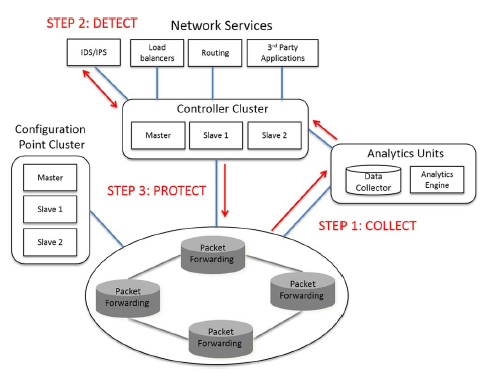 Network Services
STEP 2: DETECT
IDS/IPS
Load
balancers
Routing
3rd Party
Applications
Controller Cluster
Master
Slave 1
Slave 2
Configuration
Point Cluster
Master
Slave 1
Slave 2
Analytics Units
Data
Collector
Analytics
Engine
STEP 3: PROTECT
STEP 1: COLLECT
Packet
Forwarding
Packet
Forwarding
Packet
Forwarding
Packet
Forwarding